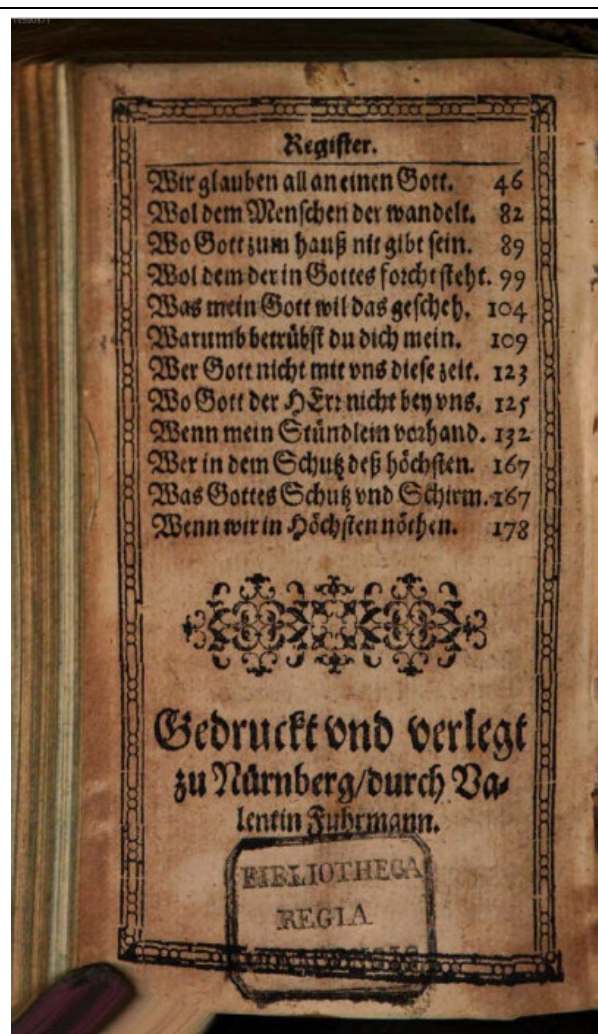 Register.
Wir glauben all an einen Gott. 46
Wol dem Menschen der wandelt. 82
Wo Gott zum hauß nit gibt sein. 89
Wol dem der in Gottes forcht steht. 99
Was mein Gott wil das gescheh. 104
Warumb betrübst du dich mein. 109
Wer Gott nicht mit vns diese zeit. 123
Wo Gott der HErr nicht bey vns. 125
Wenn mein Stündlein vorhand. 132
Wer in dem Schutz deß höchsten. 167
Was Gottes Schutz vnd Schirm. 167
Wenn wir in Höchsten nöthen. 178
Gedruckt vnd verlegt
zu Nürnberg/durch Va-
lentin Fuhrmann.
BIBLIOTHECA
REGIA